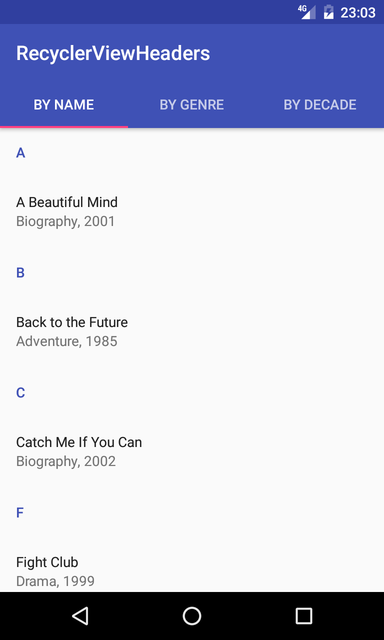 4G 23:03
RecyclerViewHeaders
BY NAME BY GENRE BY DECADE
A
A Beautiful Mind
Biography, 2001
B
Back to the Future
Adventure, 1985
C
Catch Me If You Can
Biography, 2002
F
Fight Club
Drama, 1999